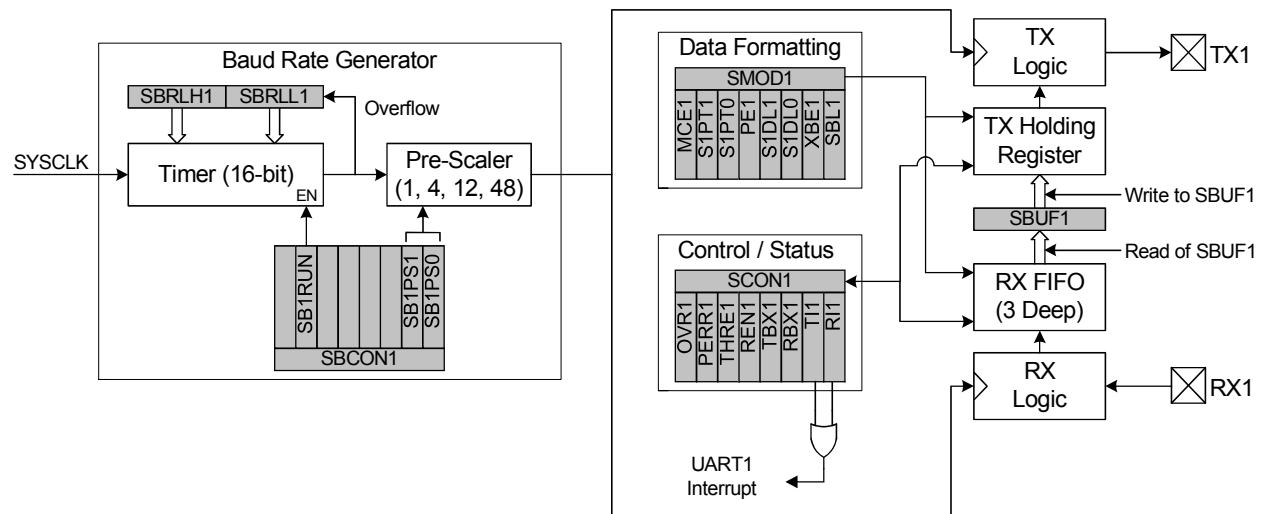 Baud Rate Generator
SBRLH1
SBRLL1
Overflow
SYSCLK
Timer (16-bit)
EN
Pre-Scaler
(1, 4, 12, 48)
SB1RUN
SB1PS1
SB1PS0
SBCON1
Data Formatting
SMOD1
MCE1
S1PT1
S1PT0
PE1
S1DL1
S1DL0
XBE1
SBL1
Control / Status
SCON1
OVR1
PERR1
THRE1
REN1
TBX1
RBX1
TI1
RI1
UART1
Interrupt
TX
Logic
TX1
TX Holding
Register
Write to SBUF1
SBUF1
Read of SBUF1
RX FIFO
(3 Deep)
RX
Logic
RX1